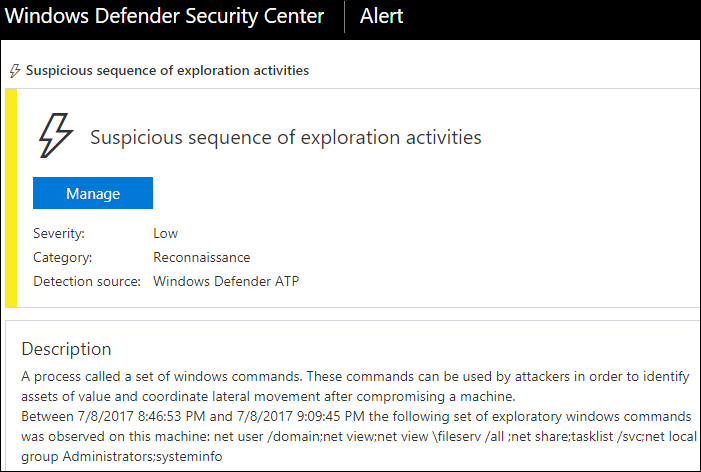 Windows Defender Security Center Alert
Suspicious sequence of exploration activities
Suspicious sequence of exploration activities
Manage
Severity: Low
Category: Reconnaissance
Detection source: Windows Defender ATP
Description
A process called a set of windows commands. These commands can be used by attackers in order to identify
assets of value and coordinate lateral movement after compromising a machine.
Between 7/8/2017 8:46:53 PM and 7/8/2017 9:09:45 PM the following set of exploratory windows commands
was observed on this machine: net user /domain;net view;net view \fileserv /all ;net share;tasklist /svc;net local
group Administrators;systeminfo